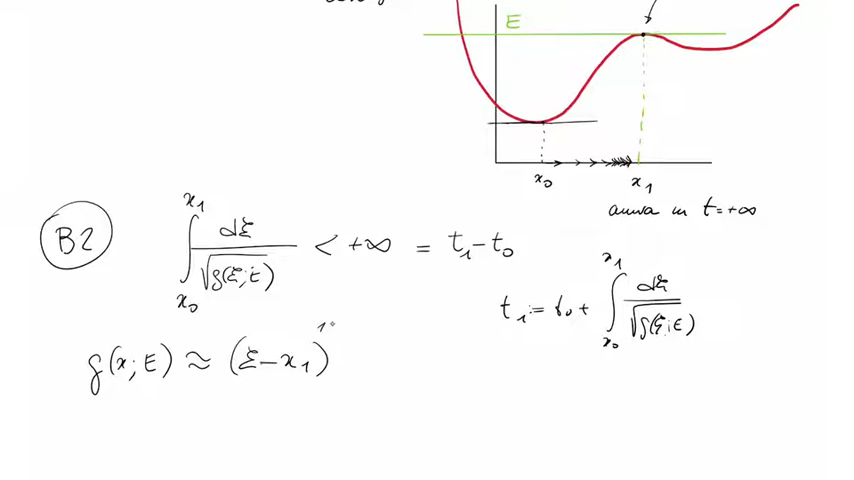 E
x₀ x₁
arriva in t=+∞
B2
∫_{x₀}^{x₁} dξ/√g(ξ;E) < +∞ = t₁-t₀
t₁:= t₀+ ∫_{x₀}^{x₁} dξ/√g(ξ;E)
g(x;E) ≈ (ξ-x₁)